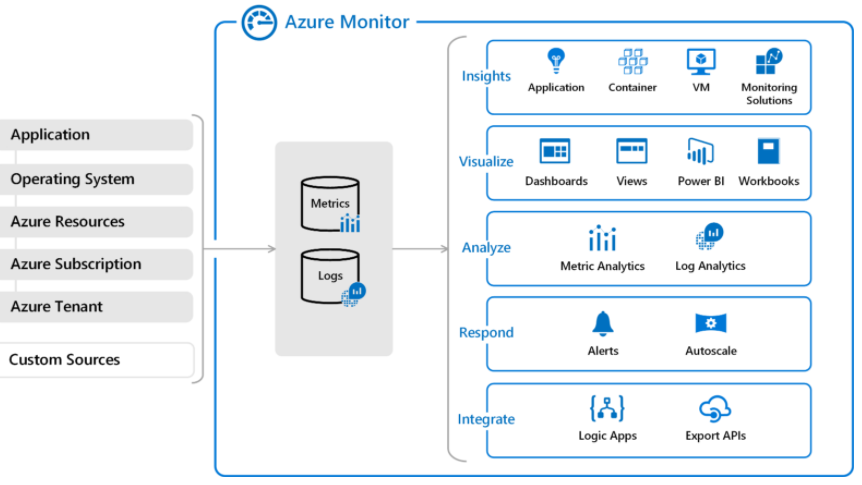 Azure Monitor
Application
Operating System
Azure Resources
Azure Subscription
Azure Tenant
Custom Sources
Metrics
Logs
Insights
Application
Container
VM
Monitoring
Solutions
Visualize
Dashboards
Views
Power BI
Workbooks
Analyze
Metric Analytics
Log Analytics
Respond
Alerts
Autoscale
Integrate
Logic Apps
Export APIs